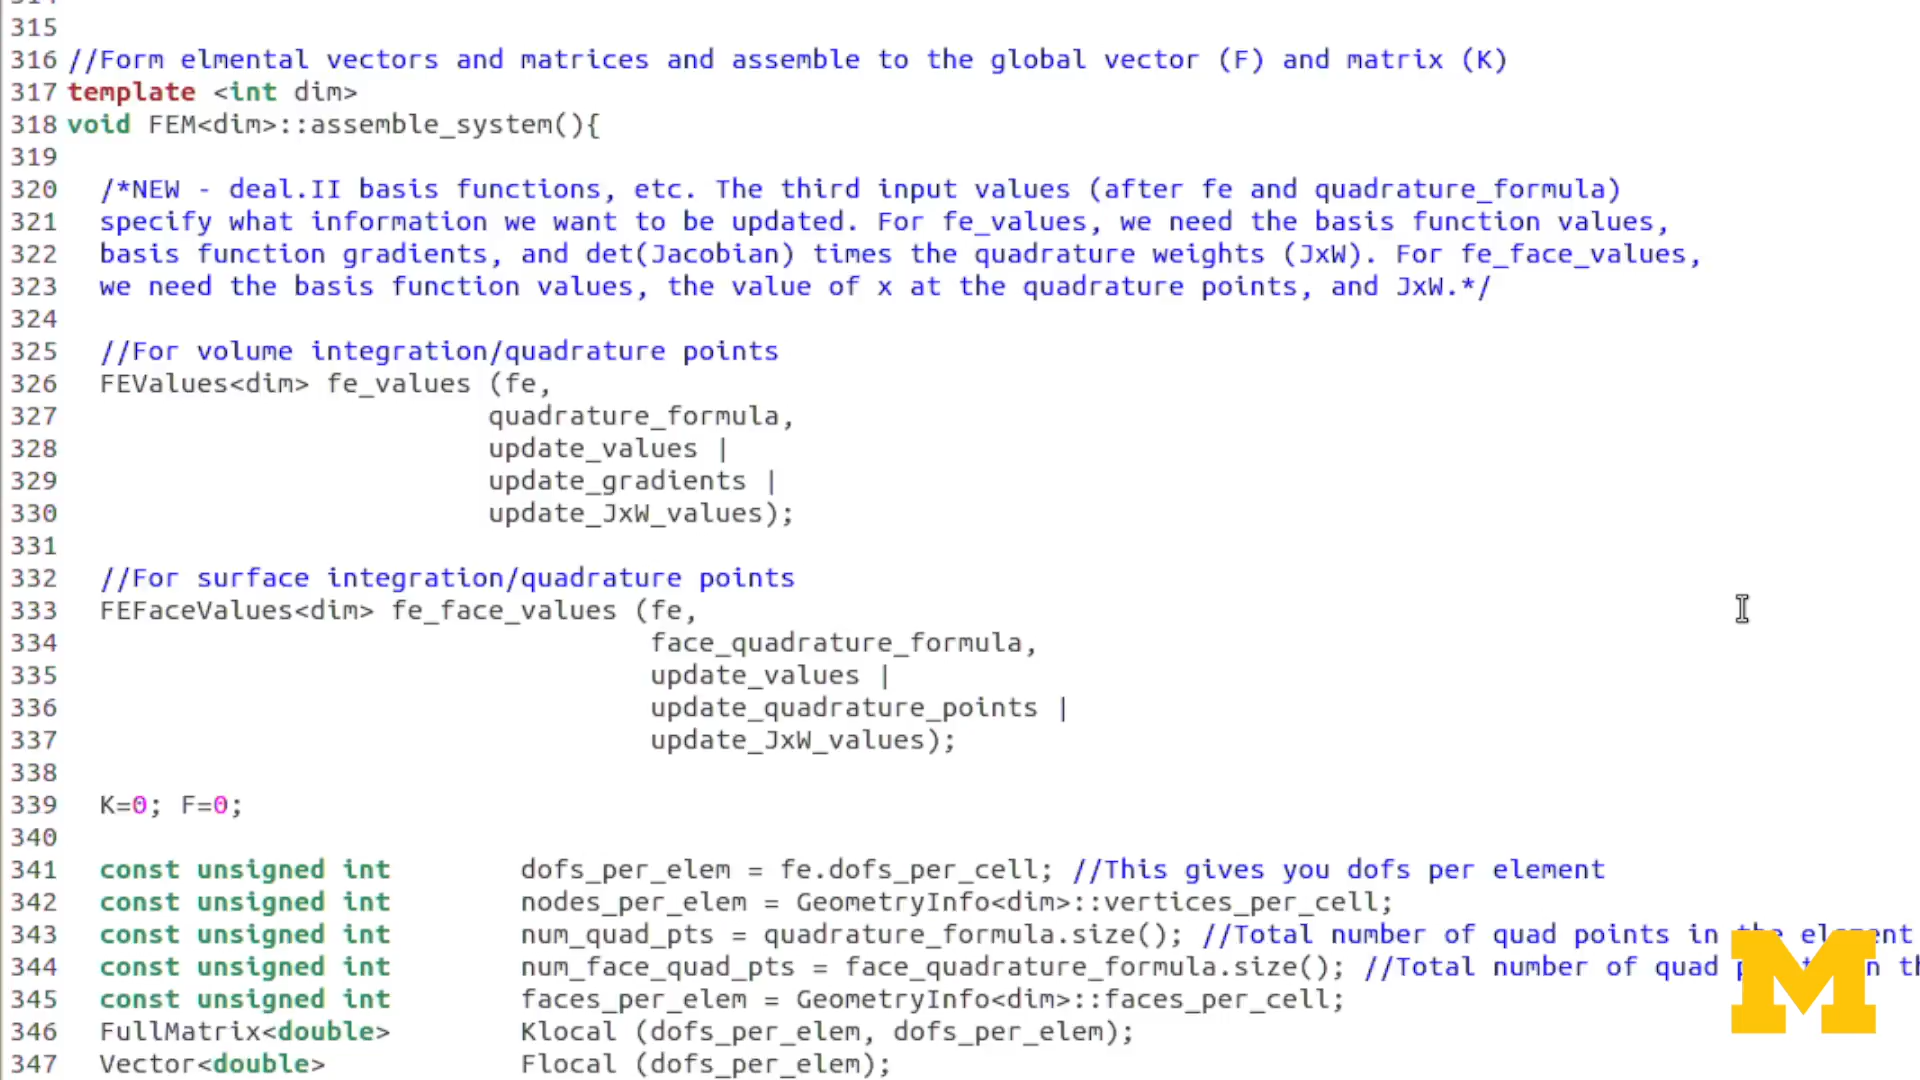 315
316 //Form elmental vectors and matrices and assemble to the global vector (F) and matrix (K)
317 template <int dim>
318 void FEM<dim>::assemble_system(){
319
320 /*NEW - deal.II basis functions, etc. The third input values (after fe and quadrature_formula)
321 specify what information we want to be updated. For fe_values, we need the basis function values,
322 basis function gradients, and det(Jacobian) times the quadrature weights (JxW). For fe_face_values,
323 we need the basis function values, the value of x at the quadrature points, and JxW.*/
324
325 //For volume integration/quadrature points
326 FEValues<dim> fe_values (fe,
327 quadrature_formula,
328 update_values |
329 update_gradients |
330 update_JxW_values);
331
332 //For surface integration/quadrature points
333 FEFaceValues<dim> fe_face_values (fe,
334 face_quadrature_formula,
335 update_values |
336 update_quadrature_points |
337 update_JxW_values);
338
339 K=0; F=0;
340
341 const unsigned int dofs_per_elem = fe.dofs_per_cell; //This gives you dofs per element
342 const unsigned int nodes_per_elem = GeometryInfo<dim>::vertices_per_cell;
343 const unsigned int num_quad_pts = quadrature_formula.size(); //Total number of quad points in the element
344 const unsigned int num_face_quad_pts = face_quadrature_formula.size(); //Total number of quad
345 const unsigned int faces_per_elem = GeometryInfo<dim>::faces_per_cell;
346 FullMatrix<double> Klocal (dofs_per_elem, dofs_per_elem);
347 Vector<double> Flocal (dofs_per_elem);
M